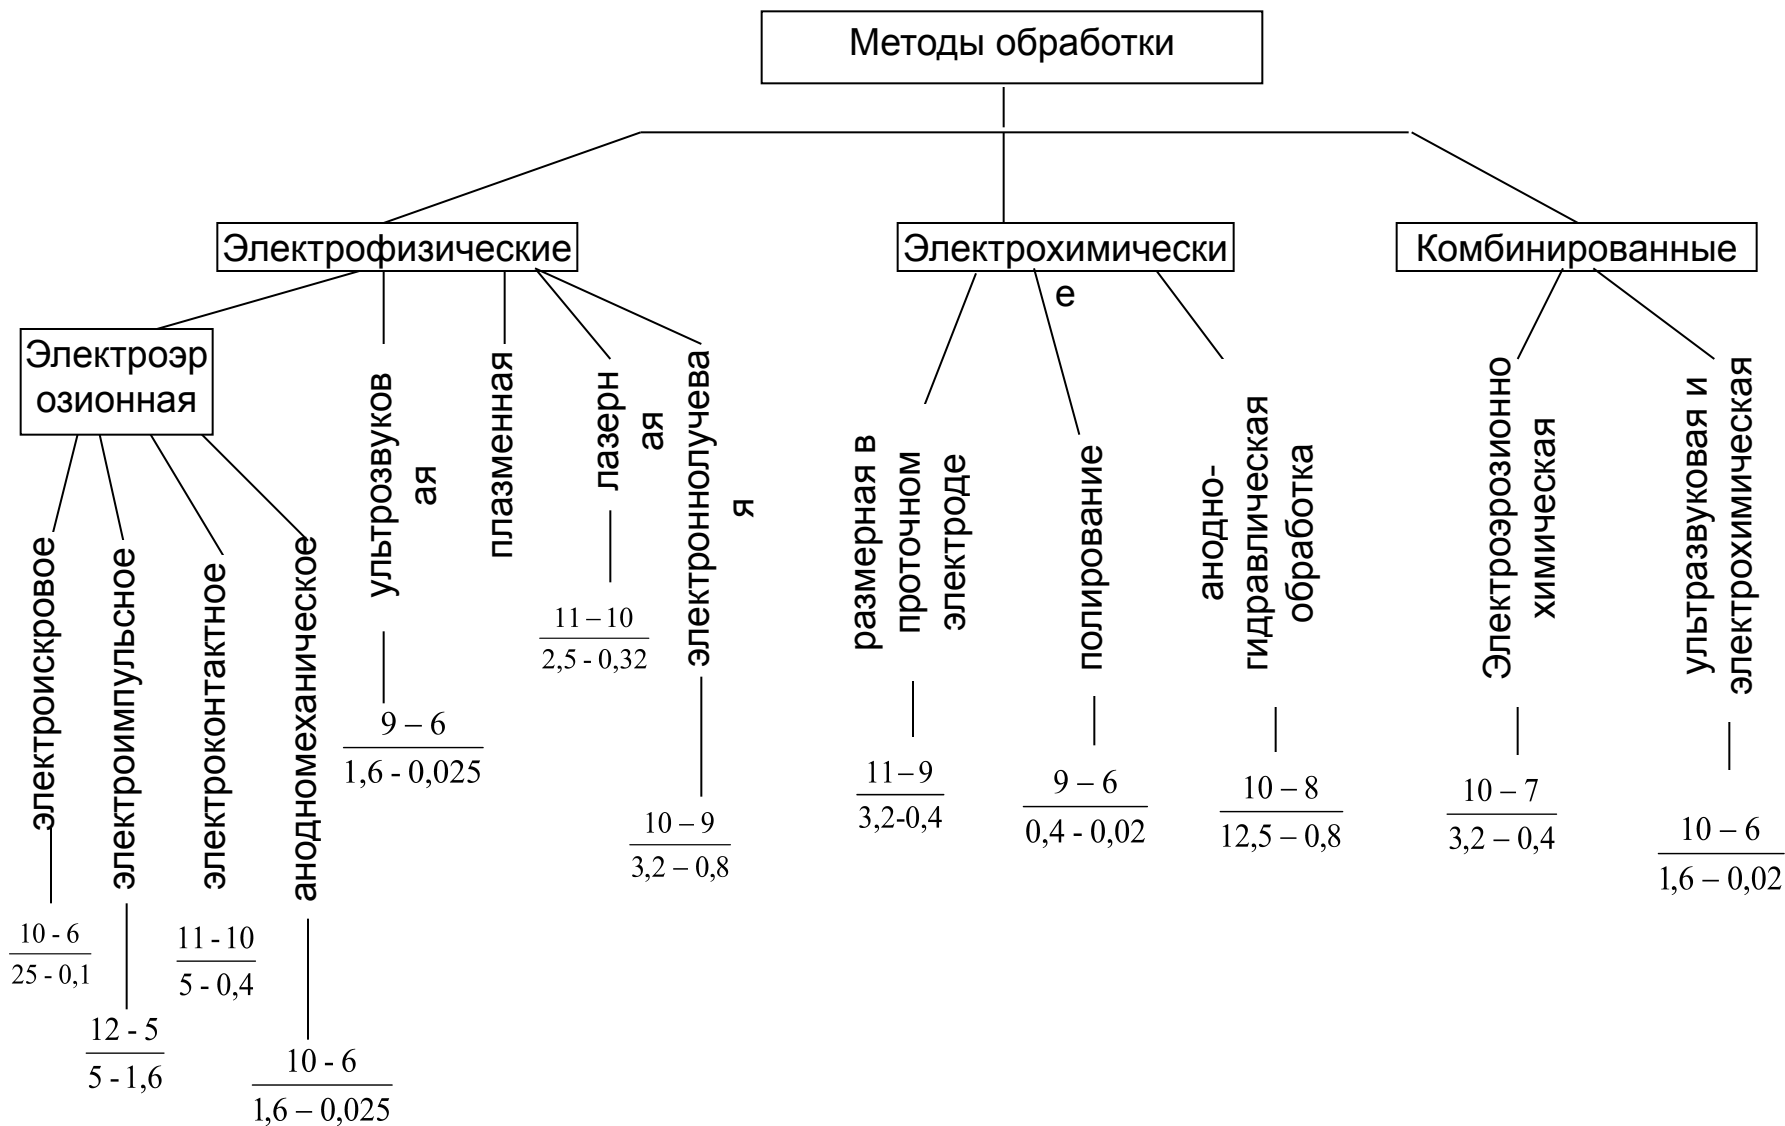 Методы обработки
Электрофизические
Электрохимически
е
Комбинированные
Электроэр
озионная
электроискровое
10 - 6
25 - 0,1
электроимпульсное
12 - 5
5 - 1,6
электроконтактное
11 - 10
5 - 0,4
анодномеханическое
10 - 6
1,6 – 0,025
ультрозвуков
ая
9 – 6
1,6 - 0,025
плазменная
лазерн
ая
11 – 10
2,5 - 0,32
электроннолучева
я
10 – 9
3,2 – 0,8
размерная в
проточном
электроде
11 – 9
3,2-0,4
полирование
9 – 6
0,4 - 0,02
анодно-
гидравлическая
обработка
10 – 8
12,5 – 0,8
Электроэрозионно
химическая
10 – 7
3,2 – 0,4
ультразвуковая и
электрохимическая
10 – 6
1,6 – 0,02